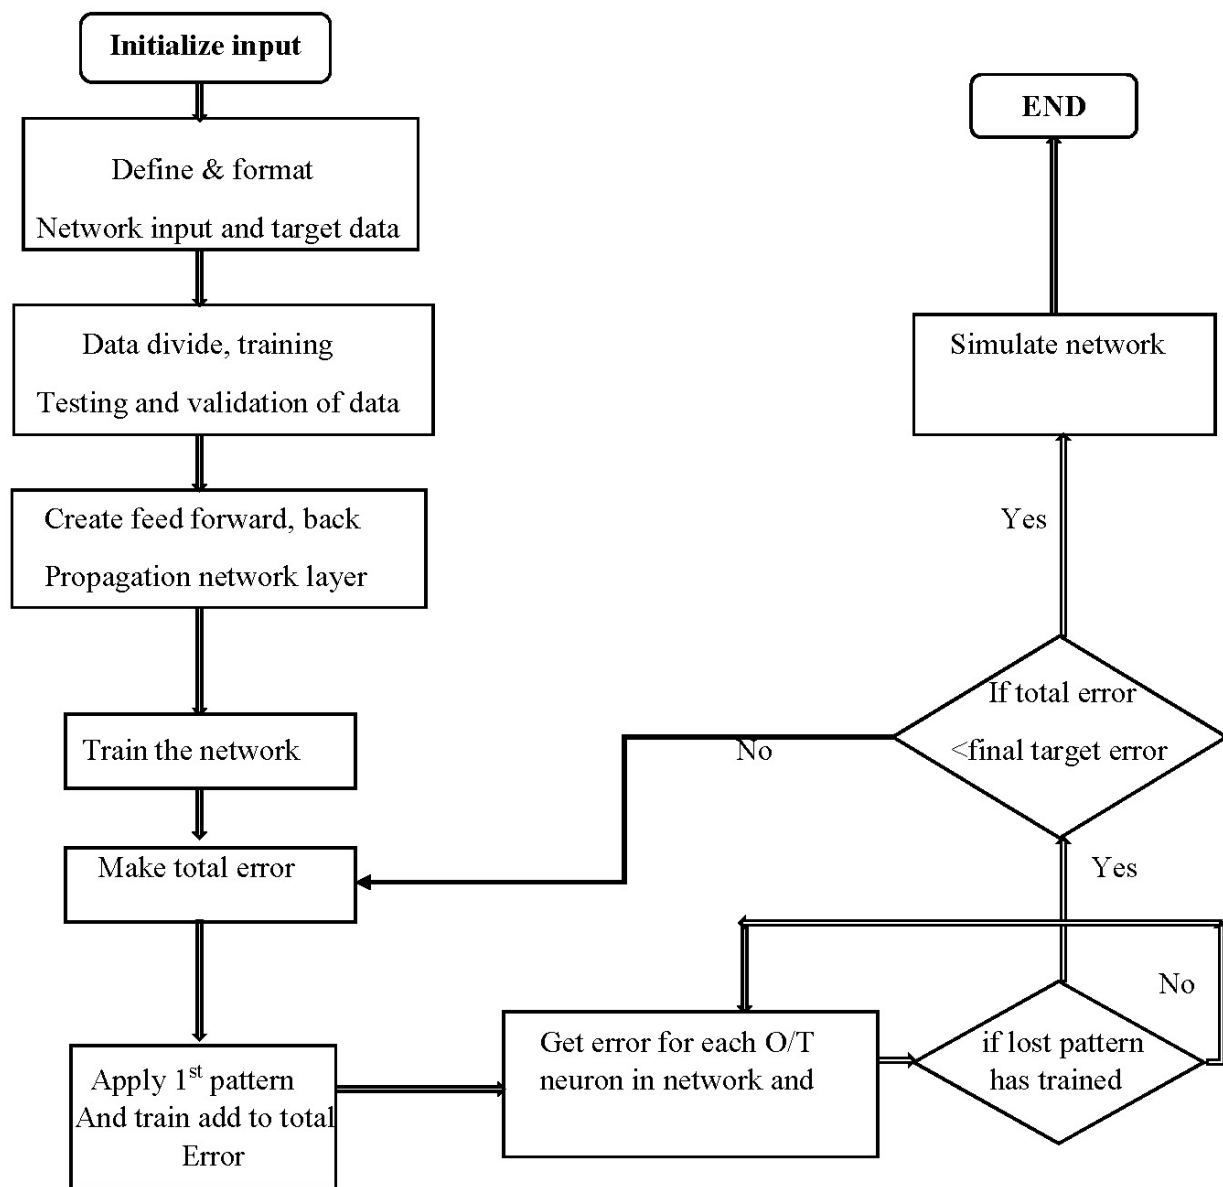 Initialize input
Define & format
Network input and target data
Data divide, training
Testing and validation of data
Create feed forward, back
Propagation network layer
Train the network
Make total error
Apply 1st pattern
And train add to total
Error
Get error for each O/T
neuron in network and
if lost pattern
has trained
No
Yes
If total error
<final target error
No
Yes
Simulate network
END